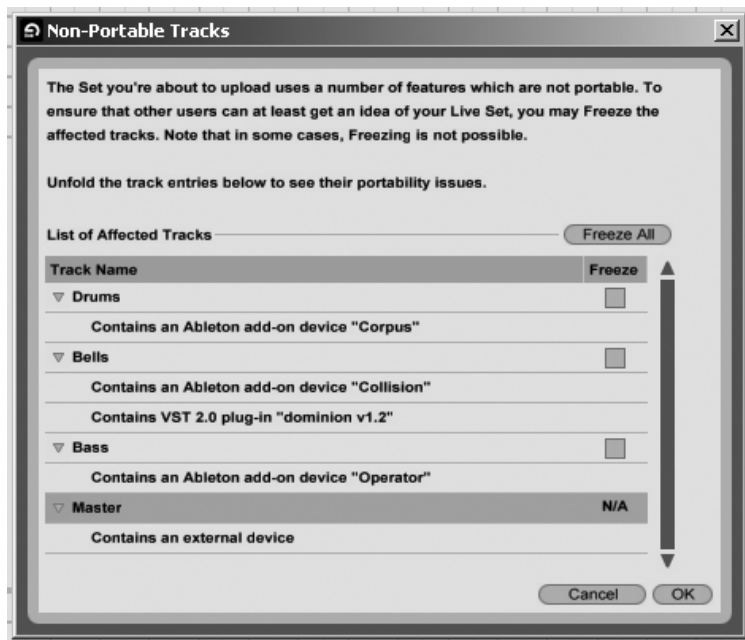 Non-Portable Tracks
The Set you're about to upload uses a number of features which are not portable. To
ensure that other users can at least get an idea of your Live Set, you may Freeze the
affected tracks. Note that in some cases, Freezing is not possible.
Unfold the track entries below to see their portability issues.
List of Affected Tracks Freeze All
Track Name Freeze
Drums
Contains an Ableton add-on device "Corpus"
Bells
Contains an Ableton add-on device "Collision"
Contains VST 2.0 plug-in "dominion v1.2"
Bass
Contains an Ableton add-on device "Operator"
Master N/A
Contains an external device
Cancel OK